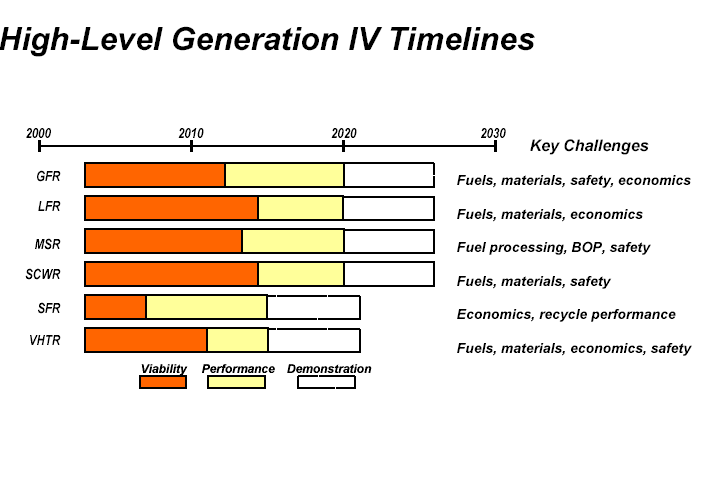 High-Level Generation IV Timelines
2000 2010 2020 2030
Key Challenges
GFR Fuels, materials, safety, economics
LFR Fuels, materials, economics
MSR Fuel processing, BOP, safety
SCWR Fuels, materials, safety
SFR Economics, recycle performance
VHTR Fuels, materials, economics, safety
Viability Performance Demonstration